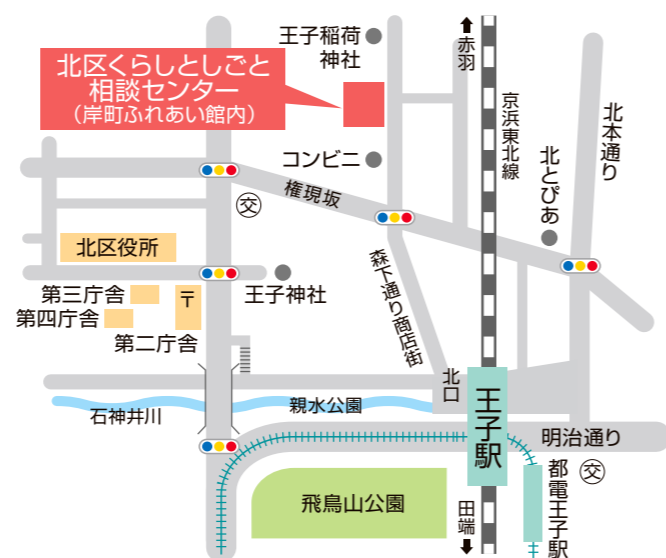 王子稲荷
神社
赤羽
北区くらしとしごと
相談センター
(岸町ふれあい館内)
京浜東北線
北本通り
コンビニ
北とぴあ
権現坂
交
北区役所
王子神社
第三庁舎
〒
第四庁舎
第二庁舎
森下通り商店街
北口
王子駅
親水公園
石神井川
明治通り
交
飛鳥山公園
都電王子駅
田端